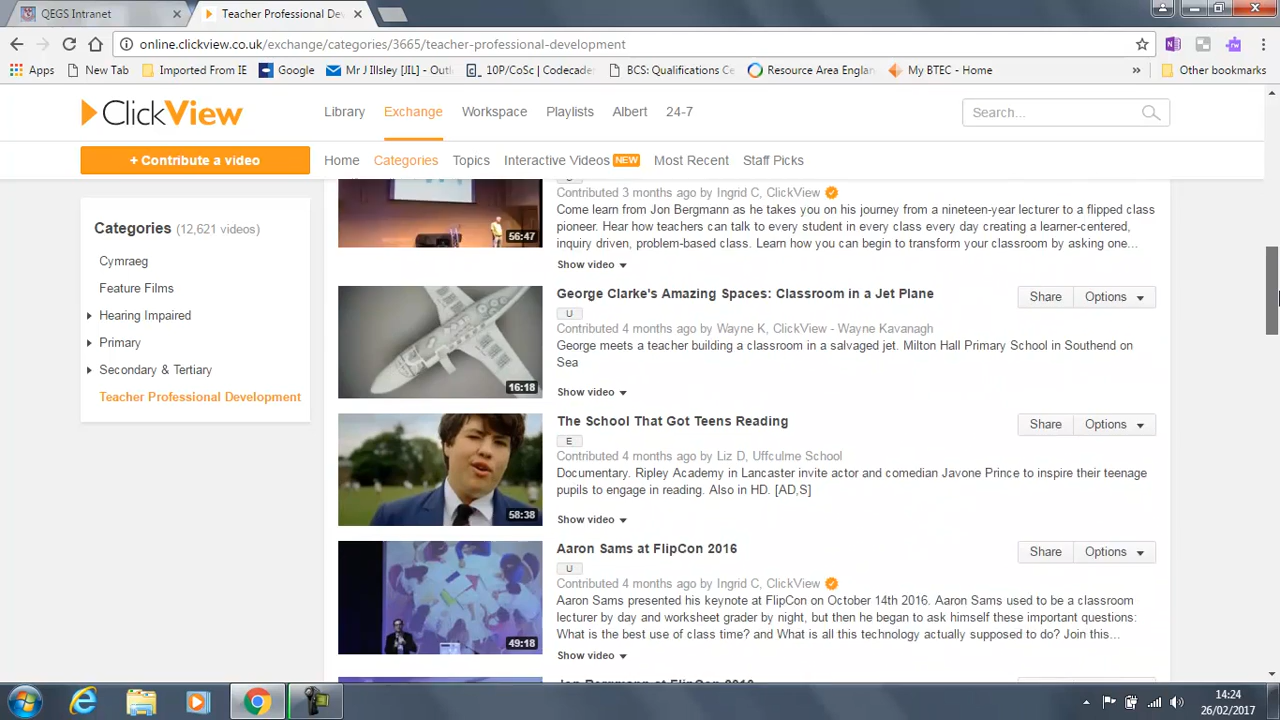 QEGS Intranet
Teacher Professional De
online.clickview.co.uk/exchange/categories/3665/teacher-professional-development
Apps New Tab Imported From IE Google Mr J Illsley [JIL] - Outl 10P/CoSc | Codecade BCS: Qualifications Ce Resource Area Englan My BTEC - Home » Other bookmarks
ClickView Library Exchange Workspace Playlists Albert 24-7 Search...
+ Contribute a video Home Categories Topics Interactive Videos NEW Most Recent Staff Picks
Categories (12,621 videos)
Cymraeg
Feature Films
Hearing Impaired
Primary
Secondary & Tertiary
Teacher Professional Development
56:47
Contributed 3 months ago by Ingrid C, ClickView
Come learn from Jon Bergmann as he takes you on his journey from a nineteen-year lecturer to a flipped class
pioneer. Hear how teachers can talk to every student in every class every day creating a learner-centered,
inquiry driven, problem-based class. Learn how you can begin to transform your classroom by asking one...
Show video
George Clarke's Amazing Spaces: Classroom in a Jet Plane
Share Options
U
Contributed 4 months ago by Wayne K, ClickView - Wayne Kavanagh
George meets a teacher building a classroom in a salvaged jet. Milton Hall Primary School in Southend on
Sea
16:18
Show video
The School That Got Teens Reading
Share Options
E
Contributed 4 months ago by Liz D, Uffculme School
Documentary. Ripley Academy in Lancaster invite actor and comedian Javone Prince to inspire their teenage
pupils to engage in reading. Also in HD. [AD,S]
58:38
Show video
Aaron Sams at FlipCon 2016
Share Options
U
Contributed 4 months ago by Ingrid C, ClickView
Aaron Sams presented his keynote at FlipCon on October 14th 2016. Aaron Sams used to be a classroom
lecturer by day and worksheet grader by night, but then he began to ask himself these important questions:
What is the best use of class time? and What is all this technology actually supposed to do? Join this...
49:18
Show video
14:24
26/02/2017